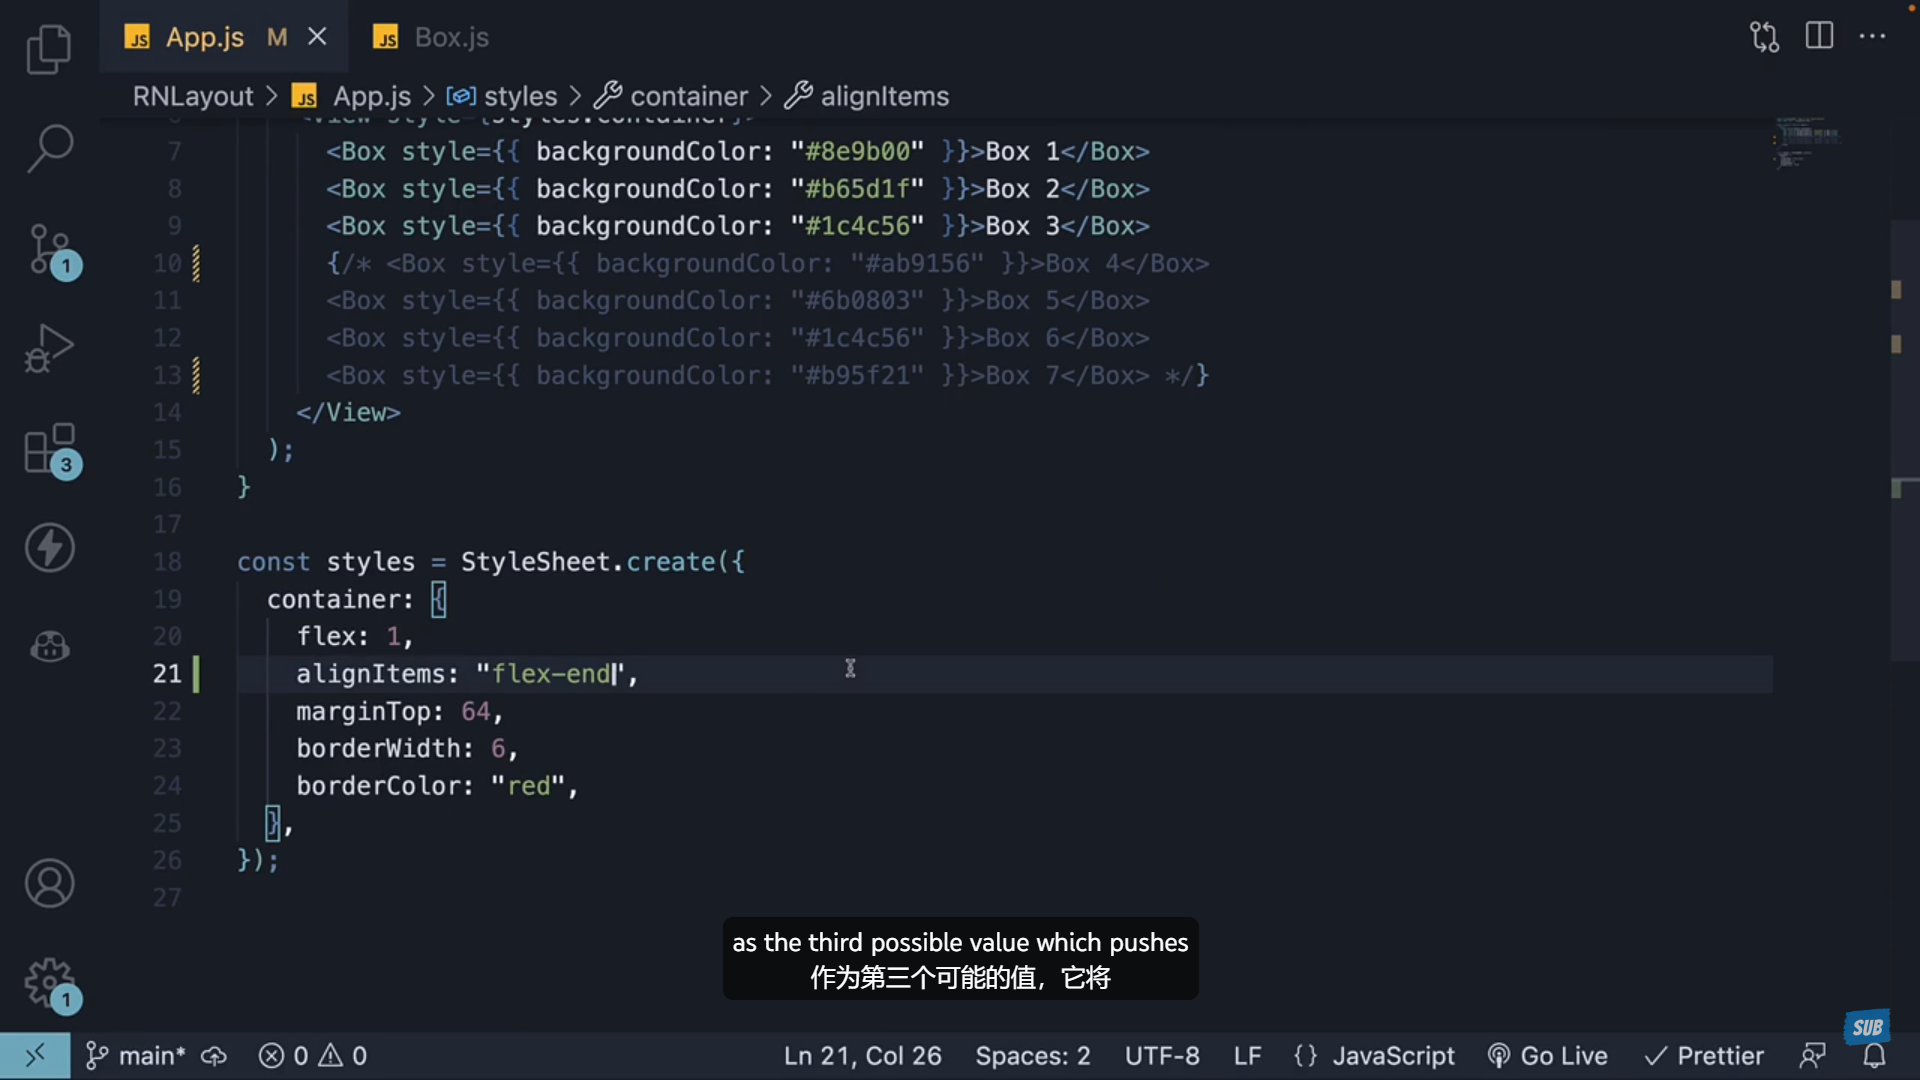 App.js M
Box.js
RNLayout > App.js > styles > container > alignItems
6 <View style={styles.container}>
7 <Box style={{ backgroundColor: "#8e9b00" }}>Box 1</Box>
8 <Box style={{ backgroundColor: "#b65d1f" }}>Box 2</Box>
9 <Box style={{ backgroundColor: "#1c4c56" }}>Box 3</Box>
10 {/* <Box style={{ backgroundColor: "#ab9156" }}>Box 4</Box>
11 <Box style={{ backgroundColor: "#6b0803" }}>Box 5</Box>
12 <Box style={{ backgroundColor: "#1c4c56" }}>Box 6</Box>
13 <Box style={{ backgroundColor: "#b95f21" }}>Box 7</Box> */}
14 </View>
15 );
16 }
17
18 const styles = StyleSheet.create({
19 container: {
20 flex: 1,
21 alignItems: "flex-end",
22 marginTop: 64,
23 borderWidth: 6,
24 borderColor: "red",
25 },
26 });
27
1
3
1
as the third possible value which pushes
作为第三个可能的值，它将
SUB
main* 0 0 Ln 21, Col 26 Spaces: 2 UTF-8 LF {} JavaScript Go Live Prettier